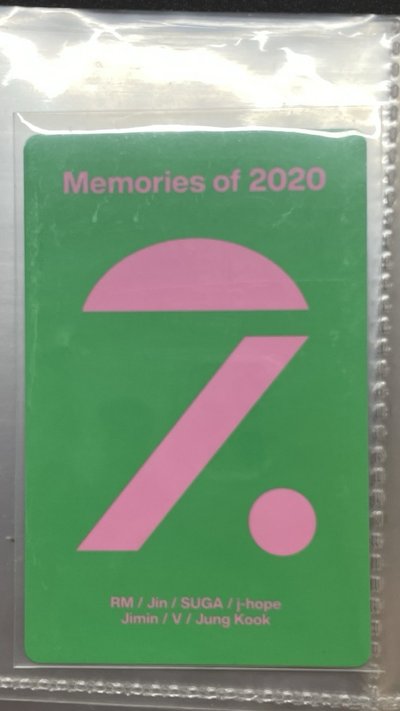 Memories of 2020
RM / Jin / SUGA / j-hope
Jimin / V / Jung Kook